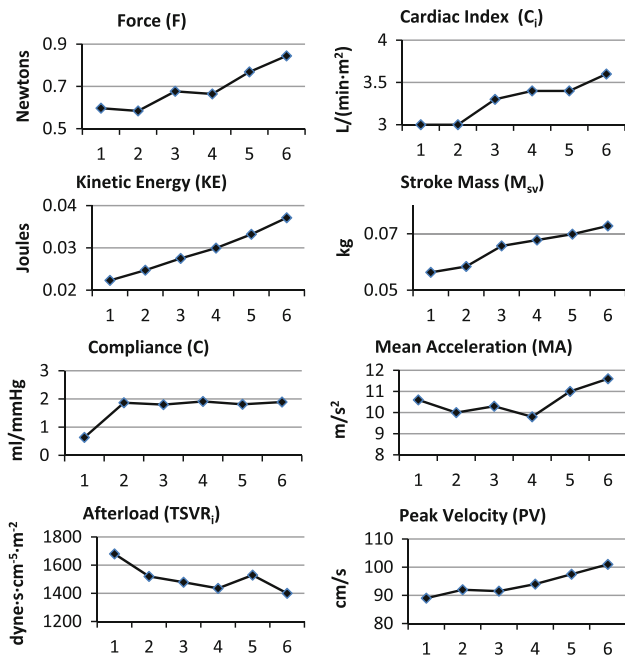 Force (F)
Newtons
0.9
0.7
0.5
1 2 3 4 5 6
Cardiac Index (Ci)
L/(min·m²)
4
3.5
3
1 2 3 4 5 6
Kinetic Energy (KE)
Joules
0.04
0.03
0.02
1 2 3 4 5 6
Stroke Mass (Msv)
kg
0.07
0.05
1 2 3 4 5 6
Compliance (C)
ml/mmHg
3
2
1
0
1 2 3 4 5 6
Mean Acceleration (MA)
m/s²
12
11
10
9
8
1 2 3 4 5 6
Afterload (TSVRi)
dyne·s·cm⁻⁵·m⁻²
1800
1600
1400
1200
1 2 3 4 5 6
Peak Velocity (PV)
cm/s
110
100
90
80
1 2 3 4 5 6